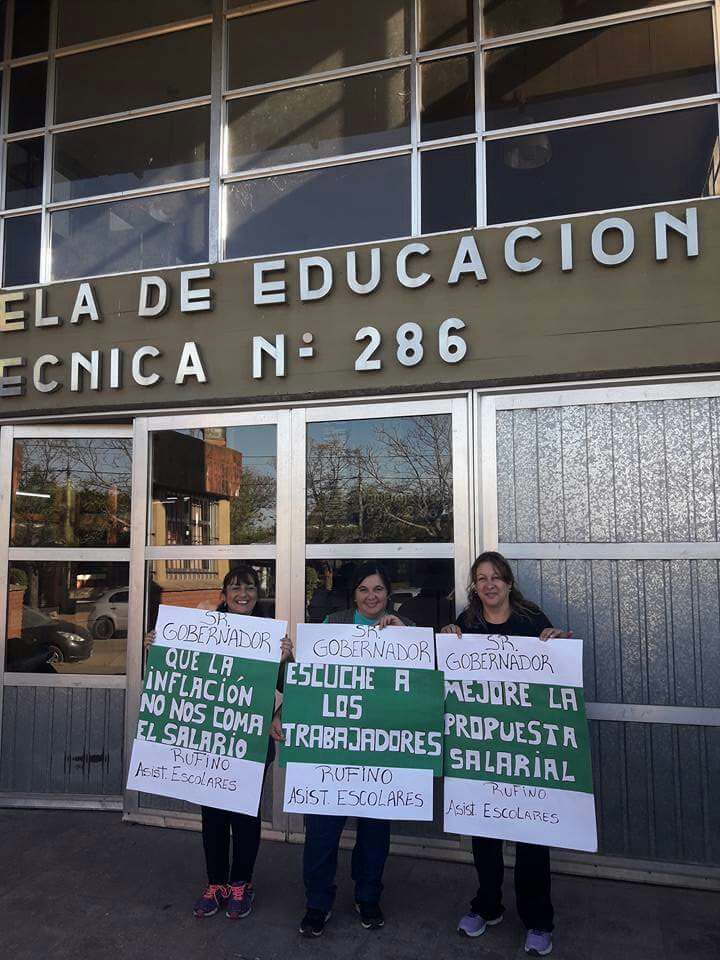 ELA DE EDUCACION
ECNICA N- 286
SR.
GOBERNADOR
QUE LA
INFLACIÓN
NO NOS COMA
EL SALARIO
RUFINO
ASIST. ESCOLARES
SR.
GOBERNADOR
ESCUCHE A
LOS
TRABAJADORES
RUFINO
ASIST. ESCOLARES
SR.
GOBERNADOR
MEJORE LA
PROPUESTA
SALARIAL
RUFINO
ASIST. ESCOLARES